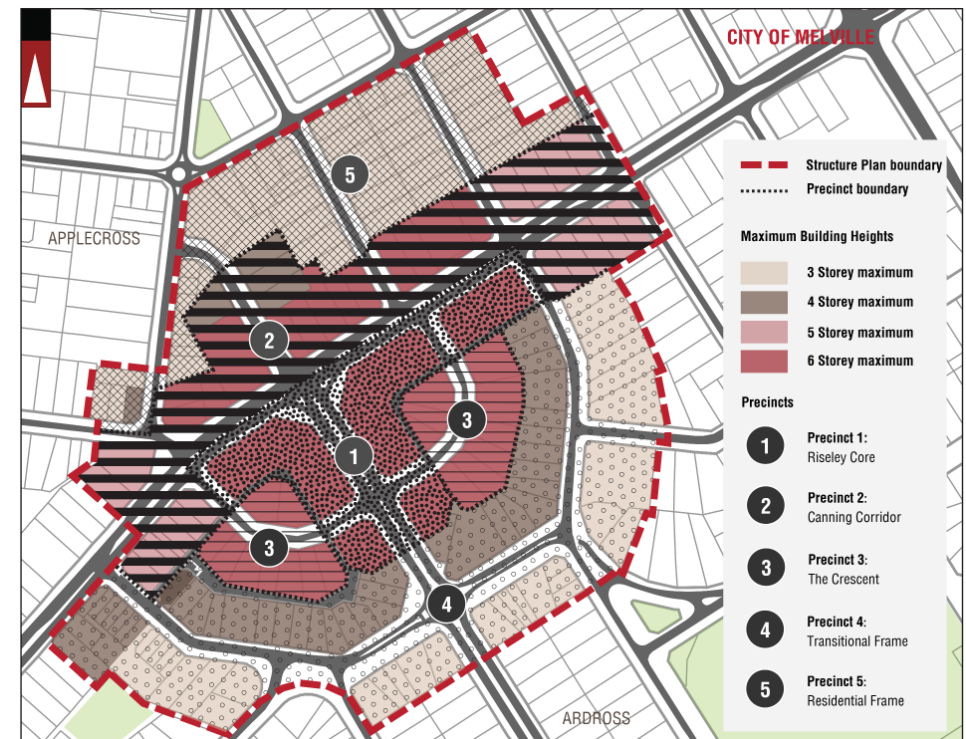 CITY OF MELVILLE
Structure Plan boundary
Precinct boundary
Maximum Building Heights
3 Storey maximum
4 Storey maximum
5 Storey maximum
6 Storey maximum
Precincts
1
Precinct 1:
Riseley Core
2
Precinct 2:
Canning Corridor
3
Precinct 3:
The Crescent
4
Precinct 4:
Transitional Frame
5
Precinct 5:
Residential Frame
5
APPLECROSS
2
3
1
3
4
ARDROSS